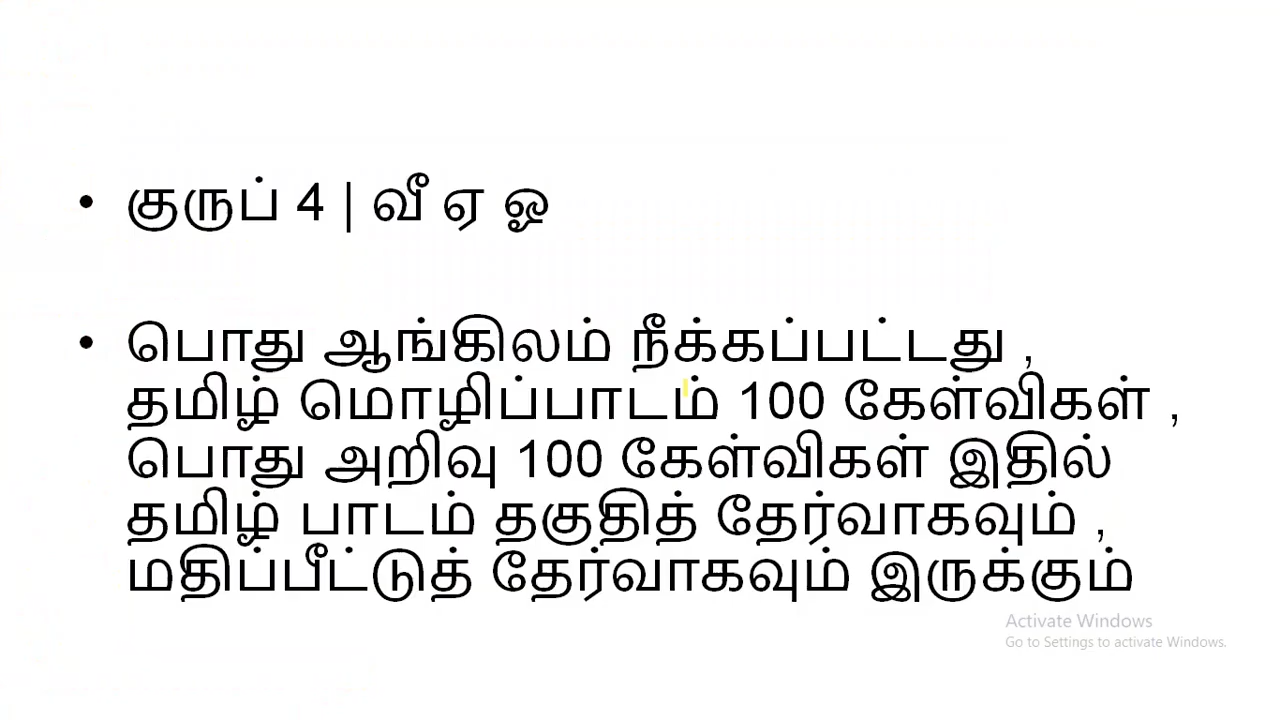 • குருப் 4 | வீ ஏ ஓ
• பொது ஆங்கிலம் நீக்கப்பட்டது ,
தமிழ் மொழிப்பாடம் 100 கேள்விகள் ,
பொது அறிவு 100 கேள்விகள் இதில்
தமிழ் பாடம் தகுதித் தேர்வாகவும் ,
மதிப்பீட்டுத் தேர்வாகவும் இருக்கும்
Activate Windows
Go to Settings to activate Windows.